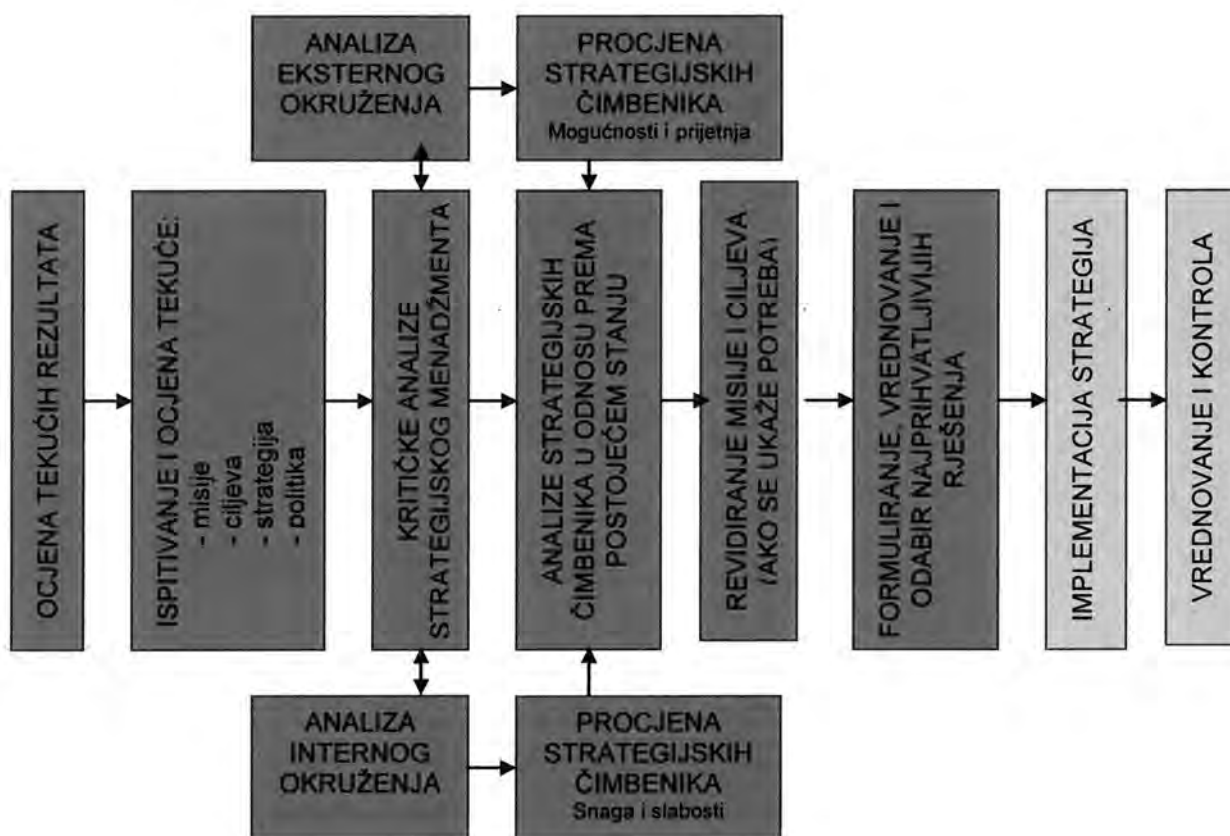 ANALIZA
EKSTERNOG
OKRUŽENJA
PROCJENA
STRATEGIJSKIH
ČIMBENIKA
Mogućnosti i prijetnja
OCJENA TEKUĆIH REZULTATA
ISPITIVANJE I OCJENA TEKUĆE:
- misije
- ciljeva
- strategija
- politika
KRITIČKE ANALIZE
STRATEGIJSKOG MENADŽMENTA
ANALIZE STRATEGIJSKIH
ČIMBENIKA U ODNOSU PREMA
POSTOJEĆEM STANJU
REVIDIRANJE MISIJE I CILJEVA
(AKO SE UKAŽE POTREBA)
FORMULIRANJE, VREDNOVANJE I
ODABIR NAJPRIHVATLJIVIJIH
RJEŠENJA
IMPLEMENTACIJA STRATEGIJA
VREDNOVANJE I KONTROLA
ANALIZA
INTERNOG
OKRUŽENJA
PROCJENA
STRATEGIJSKIH
ČIMBENIKA
Snaga i slabosti